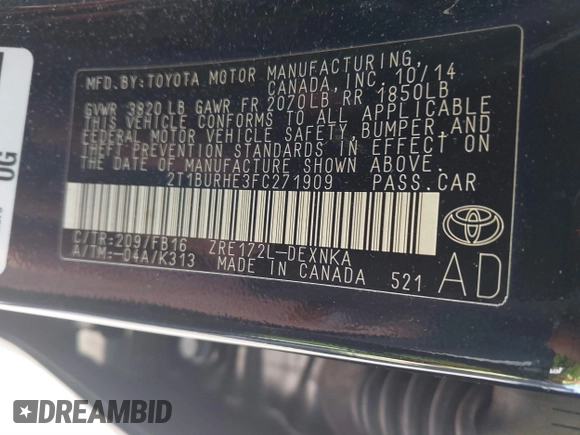 MFD.BY:TOYOTA MOTOR MANUFACTURING,
CANADA, INC. 10/14
GVWR 3820LB GAWR FR 2070LB RR 1850LB
THIS VEHICLE CONFORMS TO ALL APPLICABLE
FEDERAL MOTOR VEHICLE SAFETY,BUMPER,AND
THEFT PREVENTION STANDARDS IN EFFECT ON
THE DATE OF MANUFACTURE SHOWN ABOVE.
2T1BURHE3FC271909 PASS.CAR
C/TR:209/FB16 ZRE172L-DEXNKA
A/TM:-04A/K313 MADE IN CANADA 521
AD
OG
DREAMBID